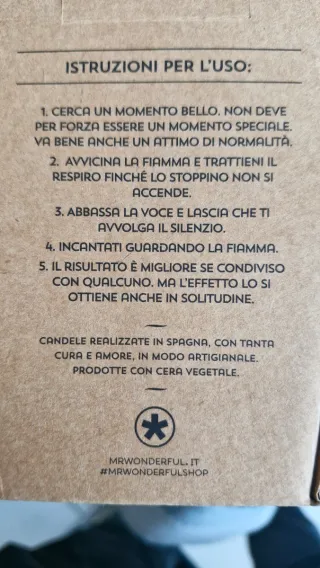 ISTRUZIONI PER L'USO:
1. CERCA UN MOMENTO BELLO. NON DEVE
PER FORZA ESSERE UN MOMENTO SPECIALE.
VA BENE ANCHE UN ATTIMO DI NORMALITÀ.
2. AVVICINA LA FIAMMA E TRATTIENI IL
RESPIRO FINCHÉ LO STOPPINO NON SI
ACCENDE.
3. ABBASSA LA VOCE E LASCIA CHE TI
AVVOLGA IL SILENZIO.
4. INCANTATI GUARDANDO LA FIAMMA.
5. IL RISULTATO È MIGLIORE SE CONDIVISO
CON QUALCUNO. MA L'EFFETTO LO SI
OTTIENE ANCHE IN SOLITUDINE.
CANDELE REALIZZATE IN SPAGNA, CON TANTA
CURA E AMORE, IN MODO ARTIGIANALE.
PRODOTTE CON CERA VEGETALE.
MRWONDERFUL.IT
#MRWONDERFULSHOP